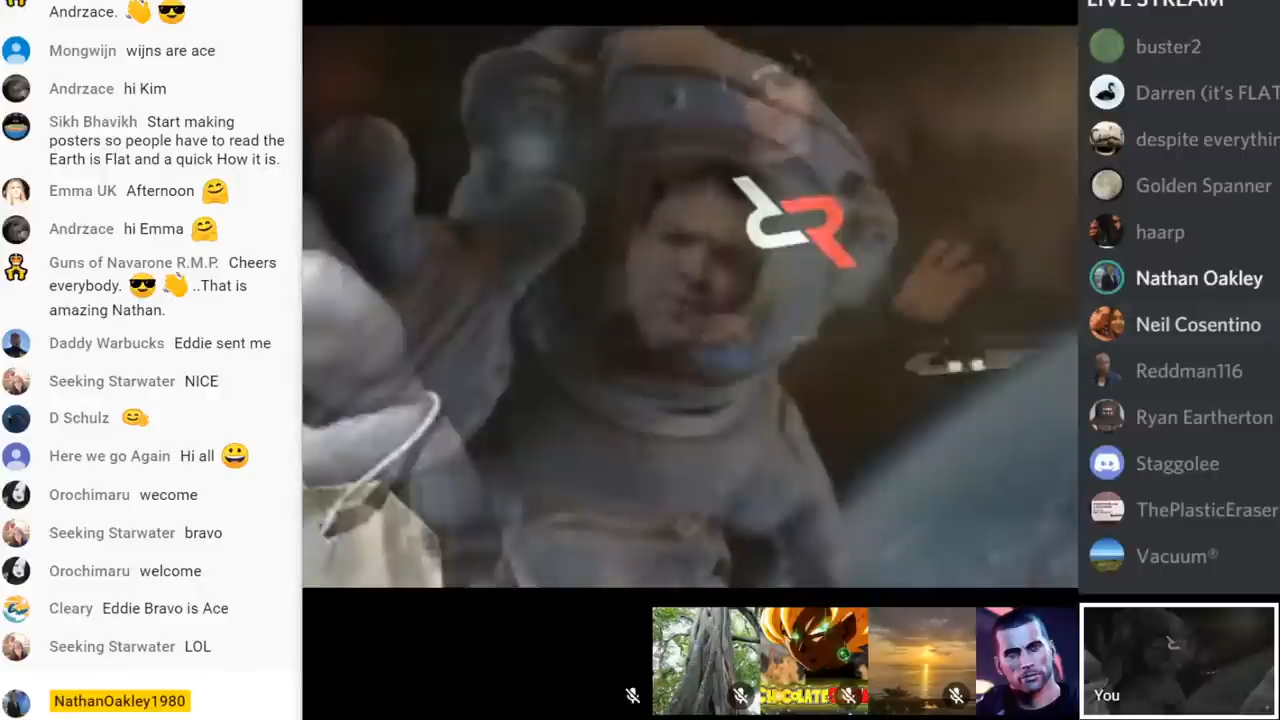 Andrzace.
Mongwijn wijns are ace
Andrzace hi Kim
Sikh Bhavikh Start making
posters so people have to read the
Earth is Flat and a quick How it is.
Emma UK Afternoon
Andrzace hi Emma
Guns of Navarone R.M.P. Cheers
everybody. ..That is
amazing Nathan.
Daddy Warbucks Eddie sent me
Seeking Starwater NICE
D Schulz
Here we go Again Hi all
Orochimaru wecome
Seeking Starwater bravo
Orochimaru welcome
Cleary Eddie Bravo is Ace
Seeking Starwater LOL
NathanOakley1980
LIVE STREAM
buster2
Darren (it's FLAT
despite everythin
Golden Spanner
haarp
Nathan Oakley
Neil Cosentino
Reddman116
Ryan Eartherton
Staggolee
ThePlasticEraser
Vacuum®
You